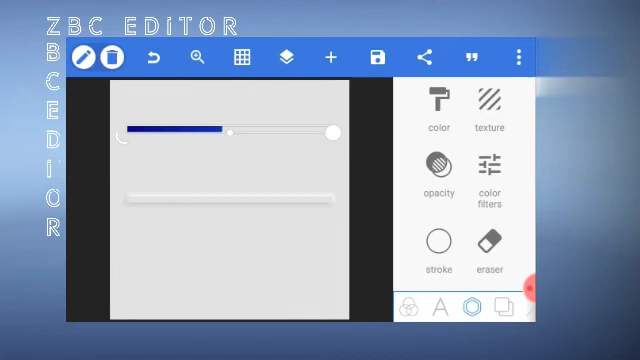 ZBC EDITOR
B
C
E
D
I
O
R
color
texture
opacity
color
filters
stroke
eraser